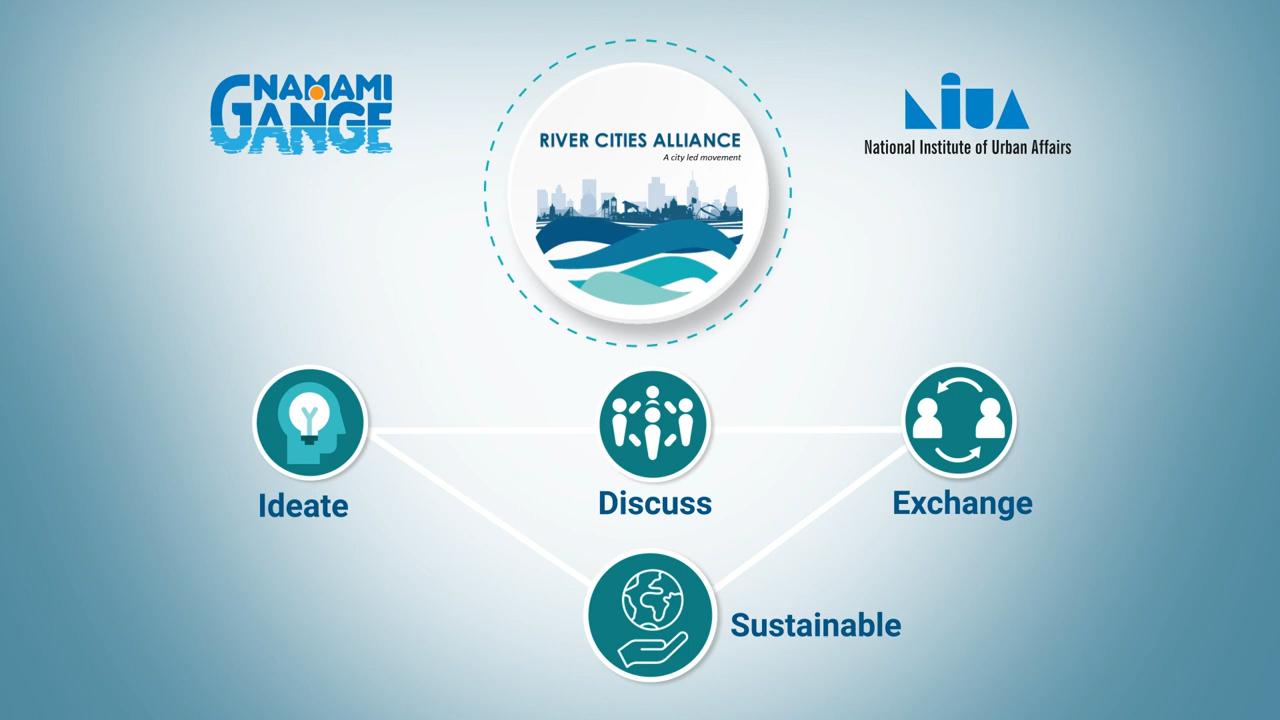 NAMAMI
GANGE
RIVER CITIES ALLIANCE
A city led movement
NIUA
National Institute of Urban Affairs
Ideate
Discuss
Exchange
Sustainable